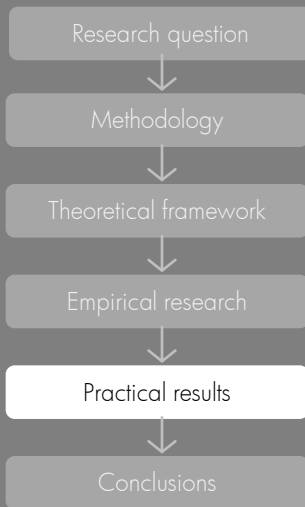 Research question
Methodology
Theoretical framework
Empirical research
Practical results
Conclusions